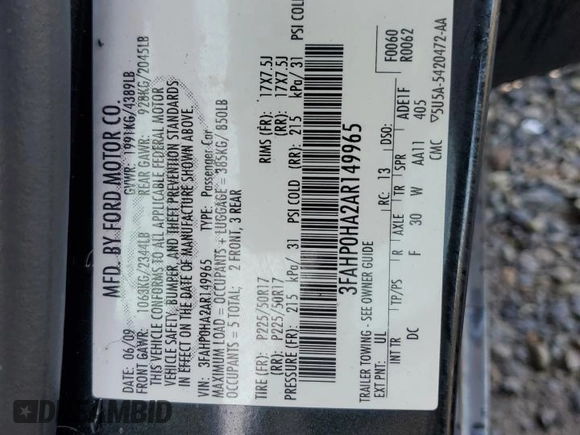 MFD. BY FORD MOTOR CO.
DATE: 06/09 GVWR: 1991KG/4389LB
FRONT GAWR: 1063KG/2344LB REAR GAWR: 928KG/2045LB
THIS VEHICLE CONFORMS TO ALL APPLICABLE FEDERAL MOTOR
VEHICLE SAFETY, BUMPER, AND THEFT PREVENTION STANDARDS
IN EFFECT ON THE DATE OF MANUFACTURE SHOWN ABOVE.
VIN: 3FAHP0HA2AR149965 TYPE: Passenger Car
MAXIMUM LOAD = OCCUPANTS + LUGGAGE = 385KG/ 850LB
OCCUPANTS = 5 TOTAL: 2 FRONT, 3 REAR
TIRE (FR): P225/50R17 RIMS (FR): 17X7.5J
TIRE (RR): P225/50R17 (RR): 17X7.5J
PRESSURE (FR): 215 kPa/ 31 PSI COLD (RR): 215 kPa/ 31 PSI COLD
3FAHP0HA2AR149965
TRAILER TOWING - SEE OWNER GUIDE
F0060
R0062
EXT PNT: UL RC: 13 DSO:
INT TR TP/PS R AXLE TR SPR ADE1F
DC F 30 W AA11 405
CMC 5U5A-5420472-AA
DREAMBID